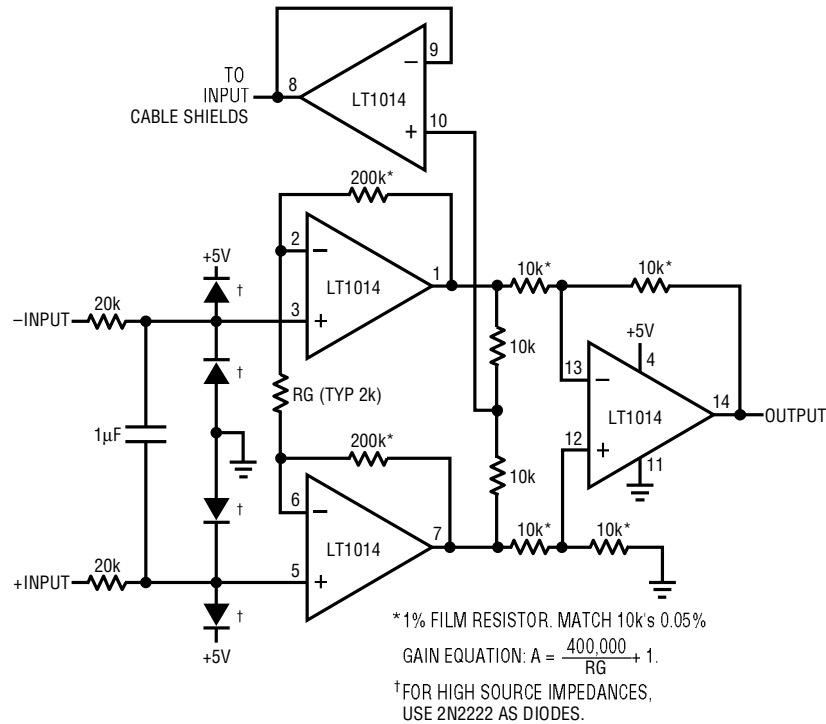 9
TO
INPUT
CABLE SHIELDS
8
−
LT1014
10
+
200k*
2
−
+5V
†
1
LT1014
10k*
10k*
20k
−INPUT
3
+
+5V
4
†
10k
13
−
RG (TYP 2k)
14
LT1014
OUTPUT
1µF
200k*
12
+
11
10k
6
−
†
7
LT1014
10k*
10k*
20k
+INPUT
5
+
†
+5V
*1% FILM RESISTOR. MATCH 10k's 0.05%
GAIN EQUATION: A = 400,000 + 1.
RG
†FOR HIGH SOURCE IMPEDANCES,
USE 2N2222 AS DIODES.